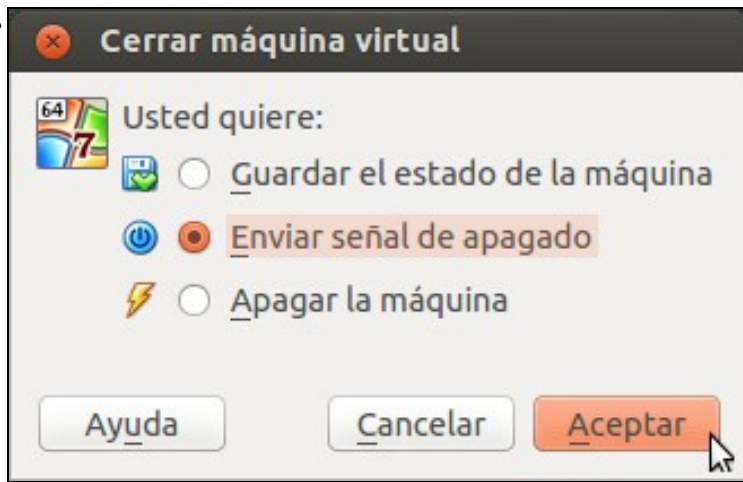 Cerrar máquina virtual
64
7
Usted quiere:
Guardar el estado de la máquina
Enviar señal de apagado
Apagar la máquina
Ayuda Cancelar Aceptar